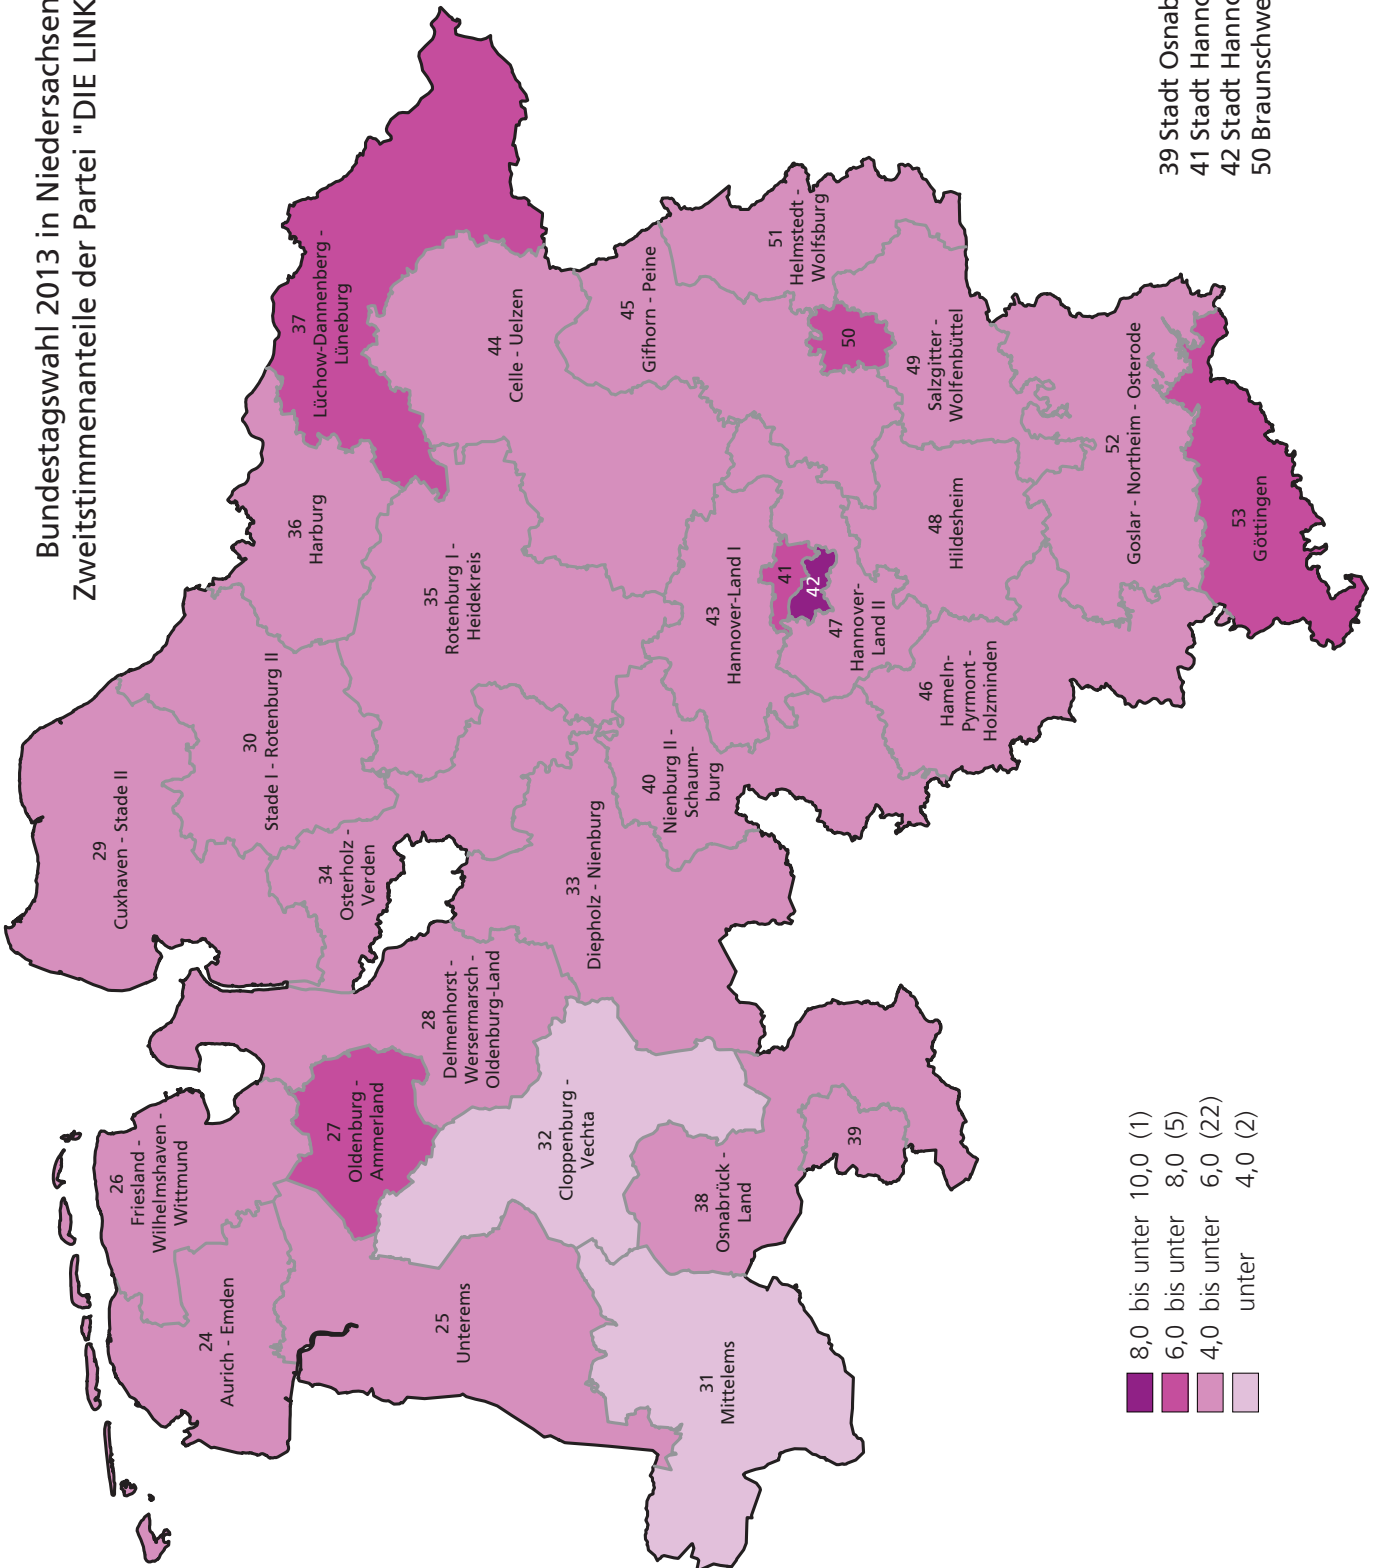 Bundestagswahl 2013 in Niedersachsen
Zweitstimmenanteile der Partei "DIE LINK
24
Aurich - Emden
25
Unterems
26
Friesland -
Wilhelmshaven -
Wittmund
27
Oldenburg -
Ammerland
28
Delmenhorst -
Wersermarsch -
Oldenburg-Land
29
Cuxhaven - Stade II
30
Stade I - Rotenburg II
31
Mittelems
32
Cloppenburg -
Vechta
33
Diepholz - Nienburg
34
Osterholz -
Verden
35
Rotenburg I -
Heidekreis
36
Harburg
37
Lüchow-Dannenberg -
Lüneburg
38
Osnabrück -
Land
39
40
Nienburg II -
Schaum-
burg
41
42
43
Hannover-Land I
44
Celle - Uelzen
45
Gifhorn - Peine
46
Hameln-
Pyrmont -
Holzminden
47
Hannover-
Land II
48
Hildesheim
49
Salzgitter -
Wolfenbüttel
50
51
Helmstedt -
Wolfsburg
52
Goslar - Northeim - Osterode
53
Göttingen
8,0 bis unter 10,0 (1)
6,0 bis unter 8,0 (5)
4,0 bis unter 6,0 (22)
unter 4,0 (2)
39 Stadt Osnab
41 Stadt Hanno
42 Stadt Hanno
50 Braunschwe